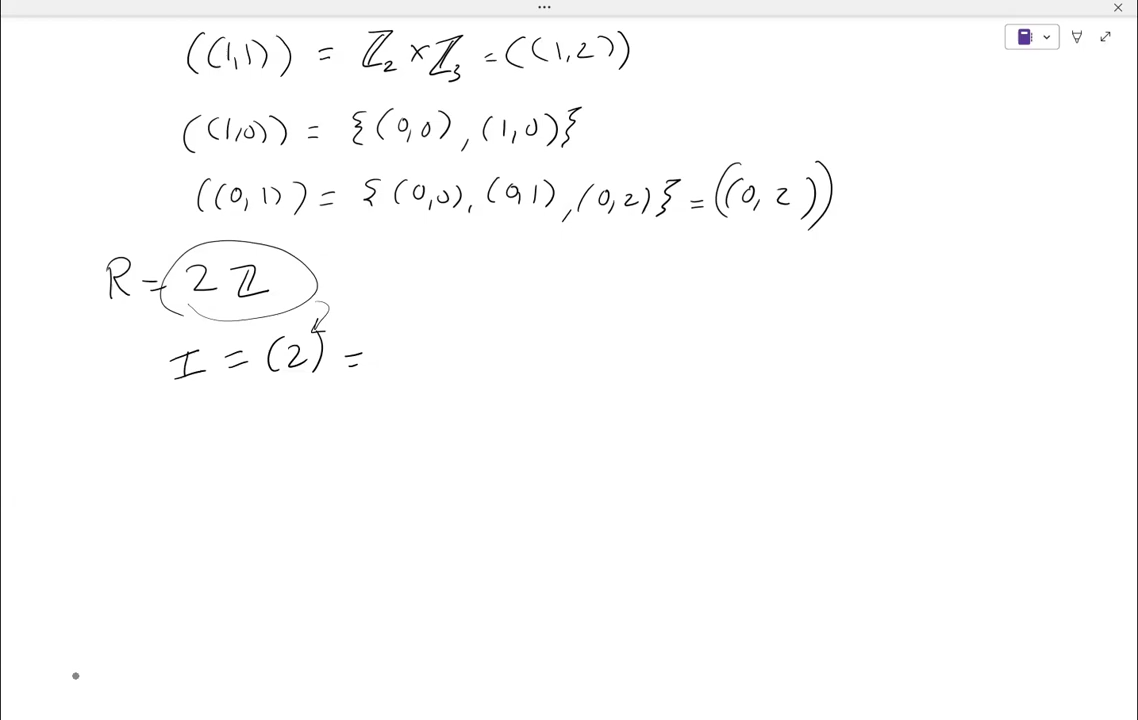 ((1,1)) = ℤ₂ × ℤ₃ = ((1,2))
((1,0)) = {(0,0), (1,0)}
((0,1)) = {(0,0), (0,1), (0,2)} = ((0,2))
R = 2ℤ
I = (2) =